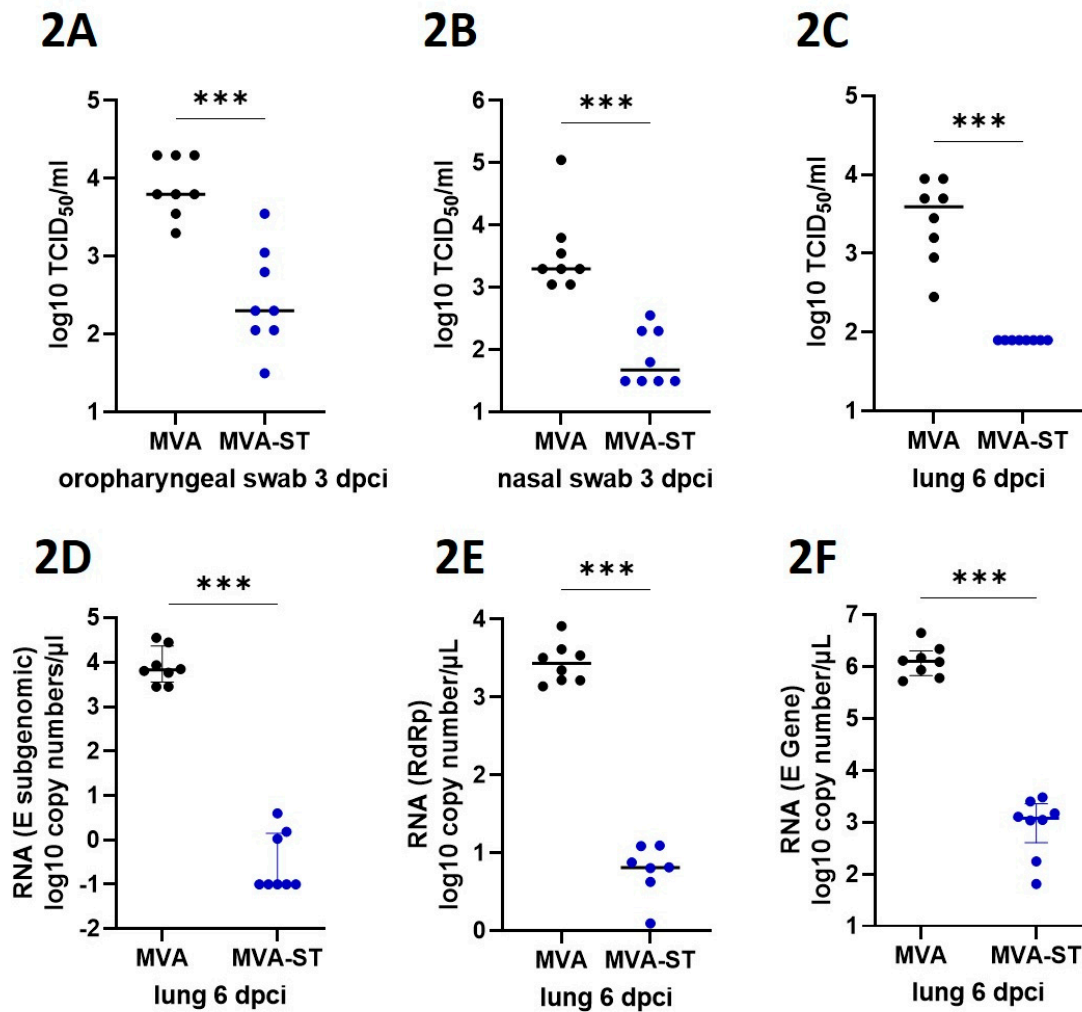 2A
2B
2C
***
***
***
log10 TCID50/ml
5
4
3
2
1
MVA MVA-ST
oropharyngeal swab 3 dpci
log10 TCID50/ml
6
5
4
3
2
1
MVA MVA-ST
nasal swab 3 dpci
log10 TCID50/ml
5
4
3
2
1
MVA MVA-ST
lung 6 dpci
2D
2E
2F
***
***
***
RNA (E subgenomic)
log10 copy numbers/µl
5
4
3
2
1
0
-1
-2
MVA MVA-ST
lung 6 dpci
RNA (RdRp)
log10 copy number/µL
4
3
2
1
0
MVA MVA-ST
lung 6 dpci
RNA (E Gene)
log10 copy number/µL
7
6
5
4
3
2
1
MVA MVA-ST
lung 6 dpci